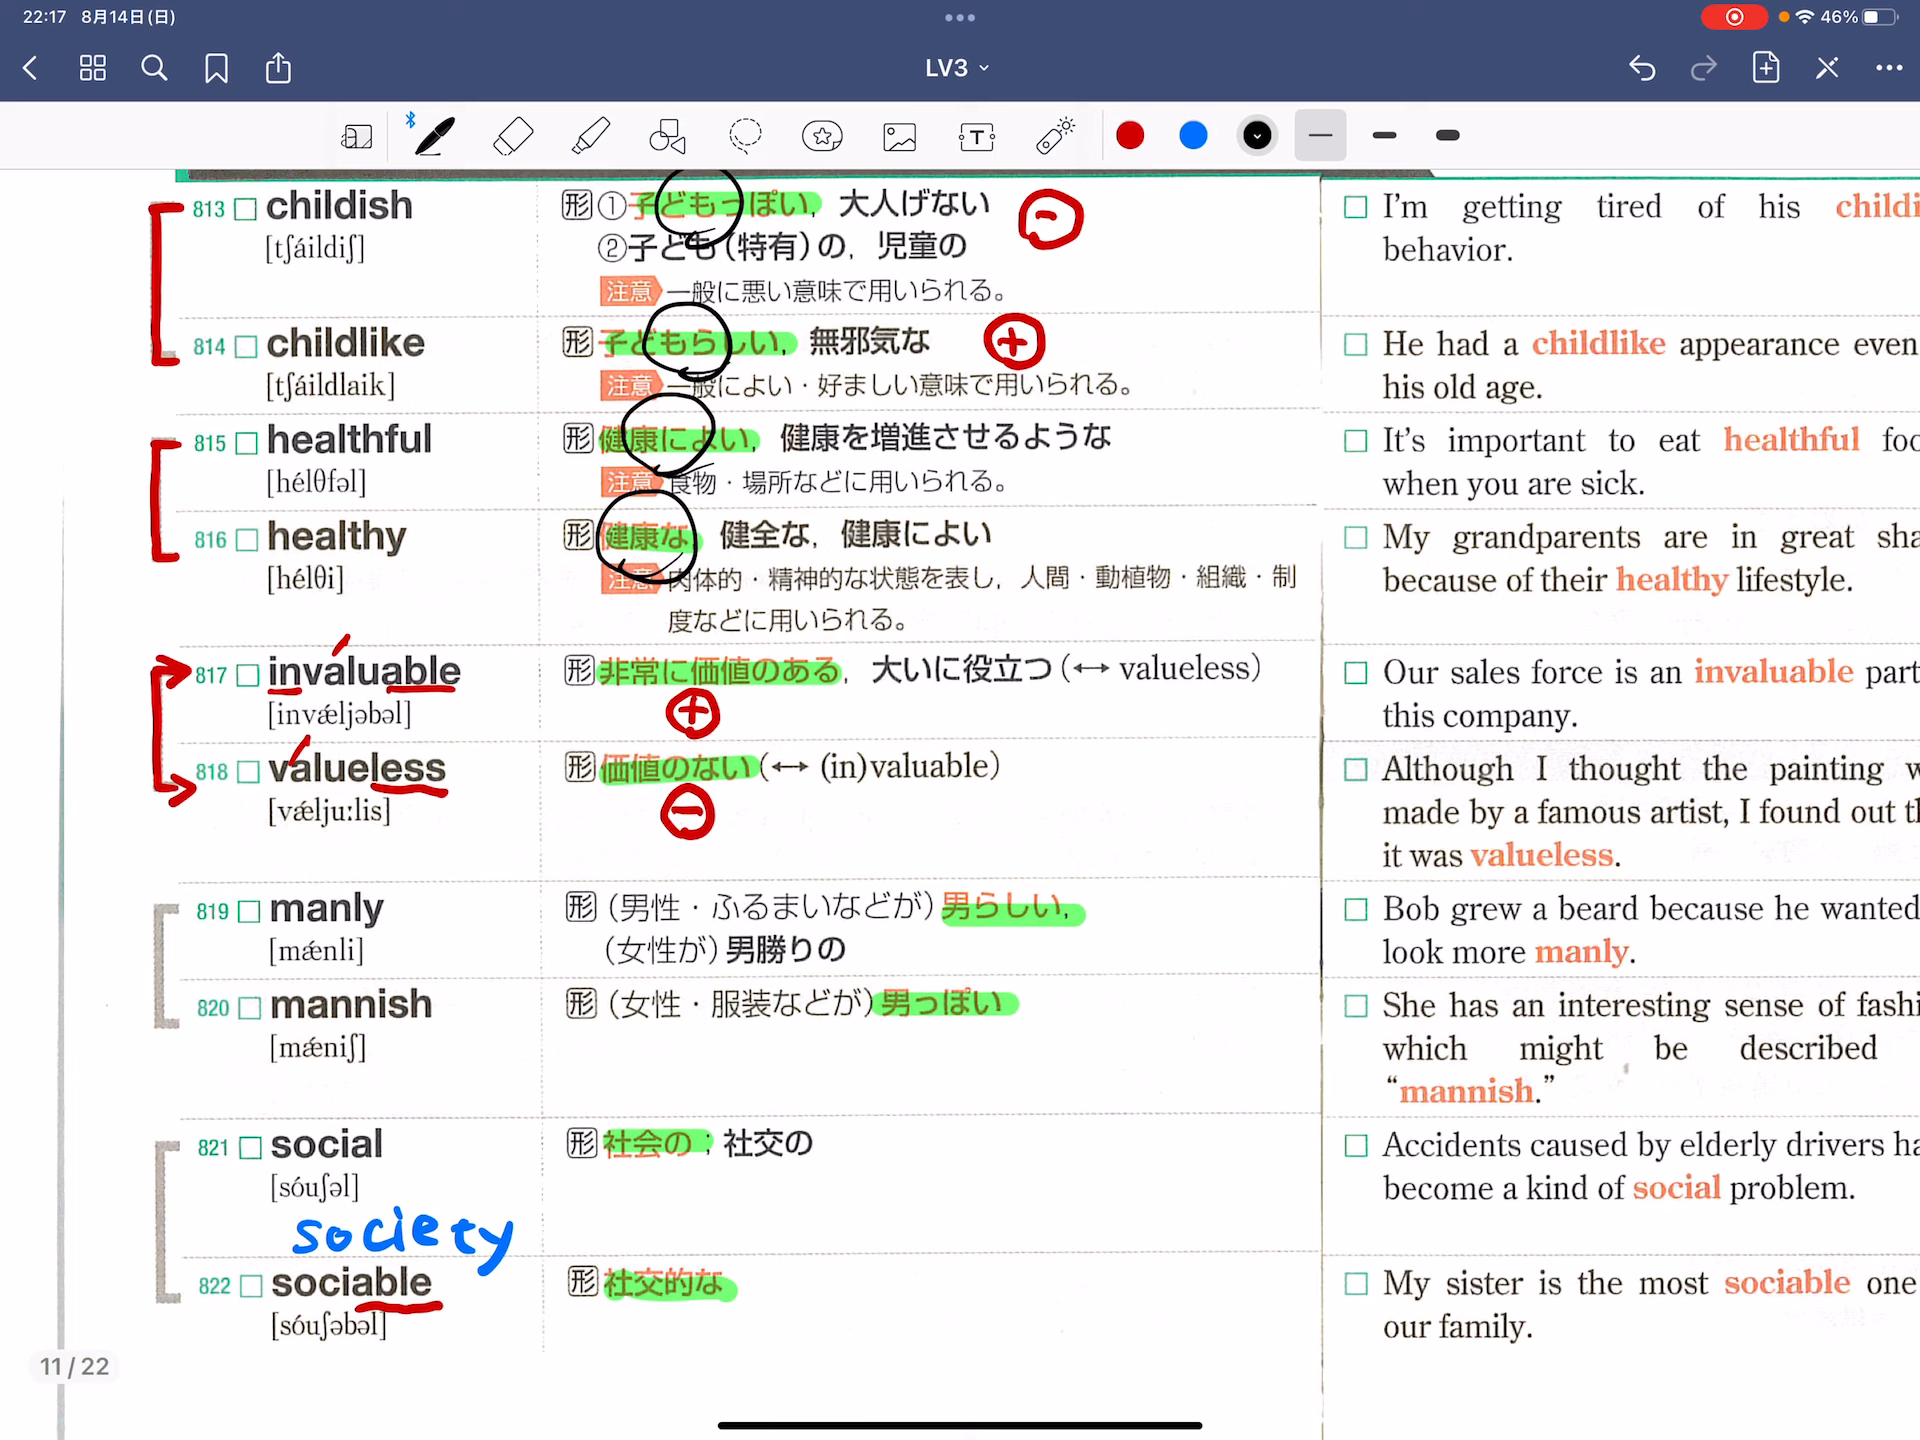 22:17 8月14日(日)
46%
LV3
813 childish
[tʃáildiʃ]
形 ①子どもっぽい, 大人げない
②子ども(特有)の, 児童の
注意 一般に悪い意味で用いられる。
I'm getting tired of his childi
behavior.
814 childlike
[tʃáildlaik]
形 子どもらしい, 無邪気な
注意 一般によい・好ましい意味で用いられる。
He had a childlike appearance even
his old age.
815 healthful
[hélθfəl]
形 健康によい, 健康を増進させるような
注意 食物・場所などに用いられる。
It's important to eat healthful foo
when you are sick.
816 healthy
[hélθi]
形 健康な, 健全な, 健康によい
注意 肉体的・精神的な状態を表し, 人間・動植物・組織・制
度などに用いられる。
My grandparents are in great sha
because of their healthy lifestyle.
817 invaluable
[invǽljəbəl]
形 非常に価値のある, 大いに役立つ(↔ valueless)
Our sales force is an invaluable part
this company.
818 valueless
[vǽljuːlis]
形 価値のない(↔ (in)valuable)
Although I thought the painting w
made by a famous artist, I found out th
it was valueless.
819 manly
[mǽnli]
形 (男性・ふるまいなどが)男らしい,
(女性が)男勝りの
Bob grew a beard because he wanted
look more manly.
820 mannish
[mǽniʃ]
形 (女性・服装などが)男っぽい
She has an interesting sense of fashi
which might be described
“mannish.”
821 social
[sóuʃəl]
形 社会の; 社交の
Accidents caused by elderly drivers ha
become a kind of social problem.
society
822 sociable
[sóuʃəbəl]
形 社交的な
My sister is the most sociable one
our family.
11 / 22